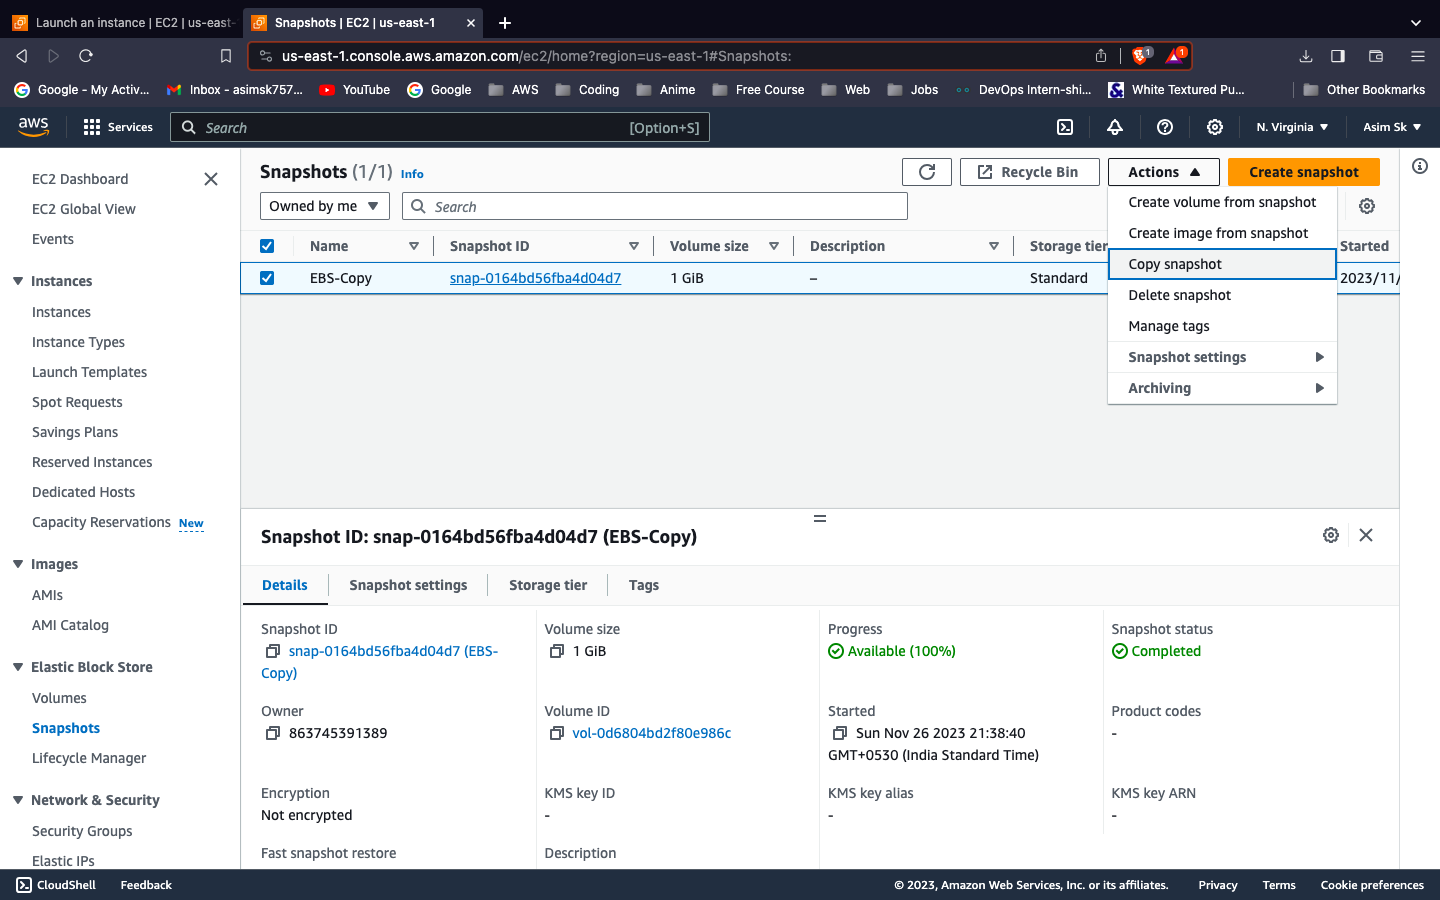 Launch an instance | EC2 | us-east-
Snapshots | EC2 | us-east-1
us-east-1.console.aws.amazon.com/ec2/home?region=us-east-1#Snapshots:
1
1
Google - My Activ...
Inbox - asimsk757...
YouTube
Google
AWS
Coding
Anime
Free Course
Web
Jobs
DevOps Intern-shi...
White Textured Pu...
Other Bookmarks
aws
Services
Search
[Option+S]
N. Virginia
Asim Sk
EC2 Dashboard
EC2 Global View
Events
Instances
Instances
Instance Types
Launch Templates
Spot Requests
Savings Plans
Reserved Instances
Dedicated Hosts
Capacity Reservations New
Images
AMIs
AMI Catalog
Elastic Block Store
Volumes
Snapshots
Lifecycle Manager
Network & Security
Security Groups
Elastic IPs
Snapshots (1/1) Info
Recycle Bin
Actions
Create snapshot
Owned by me
Search
Create volume from snapshot
Create image from snapshot
Copy snapshot
Delete snapshot
Manage tags
Snapshot settings
Archiving
Name
Snapshot ID
Volume size
Description
Storage tier
Started
EBS-Copy
snap-0164bd56fba4d04d7
1 GiB
–
Standard
2023/11/
Snapshot ID: snap-0164bd56fba4d04d7 (EBS-Copy)
Details
Snapshot settings
Storage tier
Tags
Snapshot ID
snap-0164bd56fba4d04d7 (EBS-
Copy)
Volume size
1 GiB
Progress
Available (100%)
Snapshot status
Completed
Owner
863745391389
Volume ID
vol-0d6804bd2f80e986c
Started
Sun Nov 26 2023 21:38:40
GMT+0530 (India Standard Time)
Product codes
-
Encryption
Not encrypted
KMS key ID
-
KMS key alias
-
KMS key ARN
-
Fast snapshot restore
Description
CloudShell
Feedback
© 2023, Amazon Web Services, Inc. or its affiliates.
Privacy
Terms
Cookie preferences